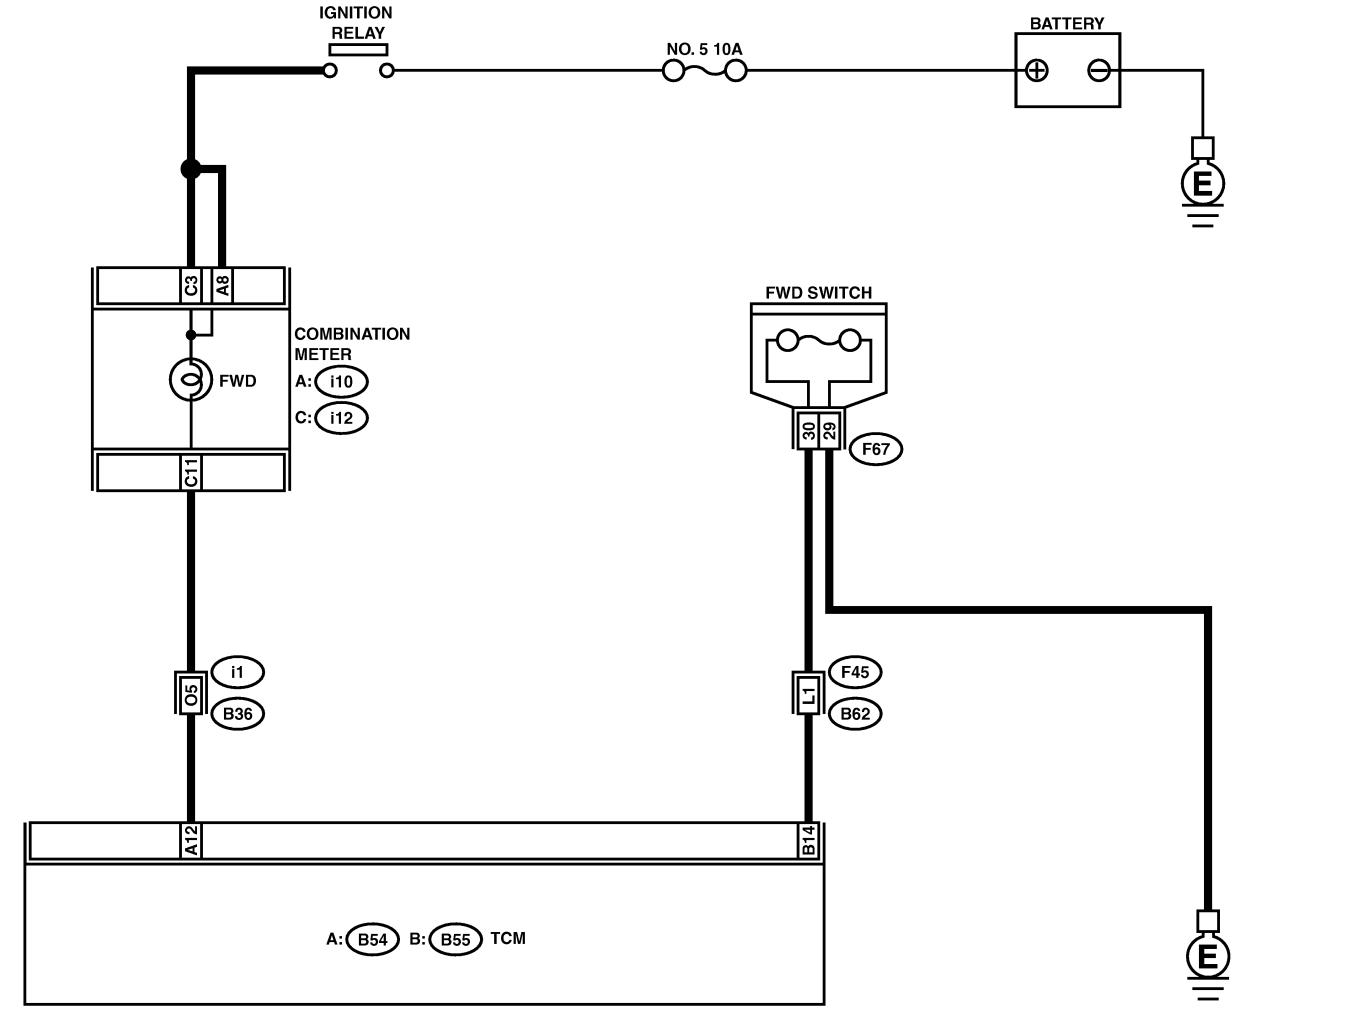 IGNITION
RELAY
NO. 5 10A
BATTERY
E
C3
A8
FWD SWITCH
COMBINATION
METER
FWD
A: i10
C: i12
30
29
F67
C11
i1
O5
B36
F45
L1
B62
A12
B14
A: B54 B: B55 TCM
E